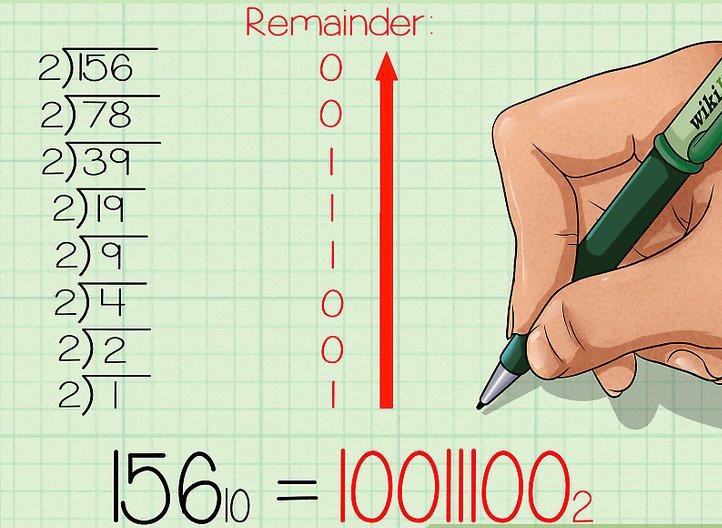 Remainder:
2)156 0
2)78 0
2)39 1
2)19 1
2)9 1
2)4 0
2)2 0
2)1 1
156₁₀ = 10011100₂
wiki